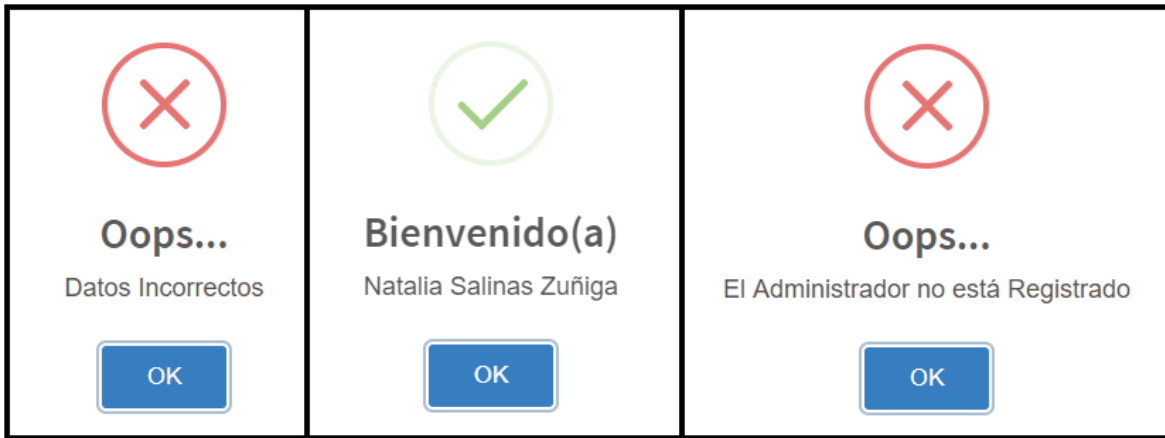 Oops...
Datos Incorrectos
OK
Bienvenido(a)
Natalia Salinas Zuñiga
OK
Oops...
El Administrador no está Registrado
OK